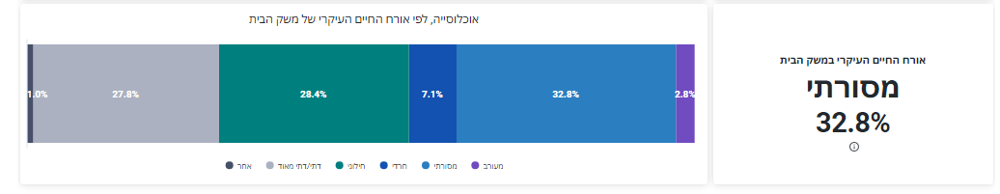 אוכלוסייה, לפי אורח החיים העיקרי של משק הבית
1.0% 27.8% 28.4% 7.1% 32.8% 2.8%
מעורב מסורתי חרדי חילוני דתי/דתי מאוד אחר
אורח החיים העיקרי במשק הבית
מסורתי
32.8%